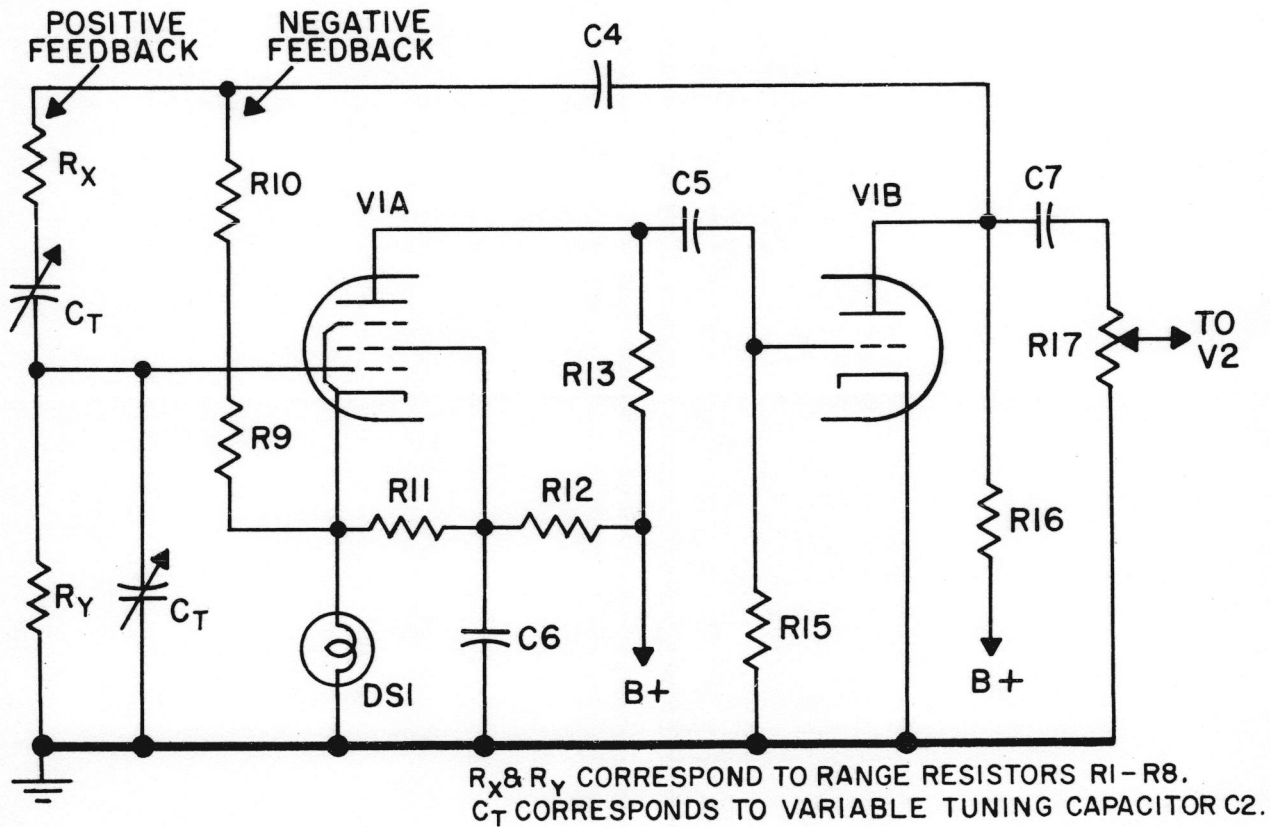 POSITIVE
FEEDBACK
NEGATIVE
FEEDBACK
C4
RX
R10
V1A
C5
V1B
C7
CT
R13
R17
TO
V2
R9
R11
R12
R16
RY
CT
DS1
C6
B+
R15
B+
RX & RY CORRESPOND TO RANGE RESISTORS R1-R8.
CT CORRESPONDS TO VARIABLE TUNING CAPACITOR C2.